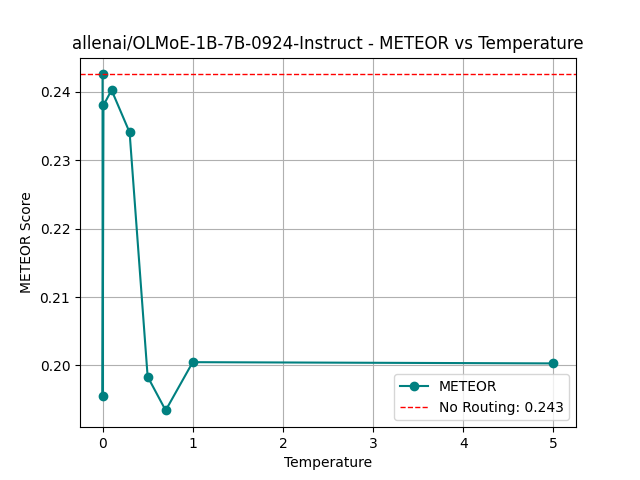 allenai/OLMoE-1B-7B-0924-Instruct - METEOR vs Temperature
METEOR Score
0.24
0.23
0.22
0.21
0.20
0
1
2
3
4
5
Temperature
METEOR
No Routing: 0.243